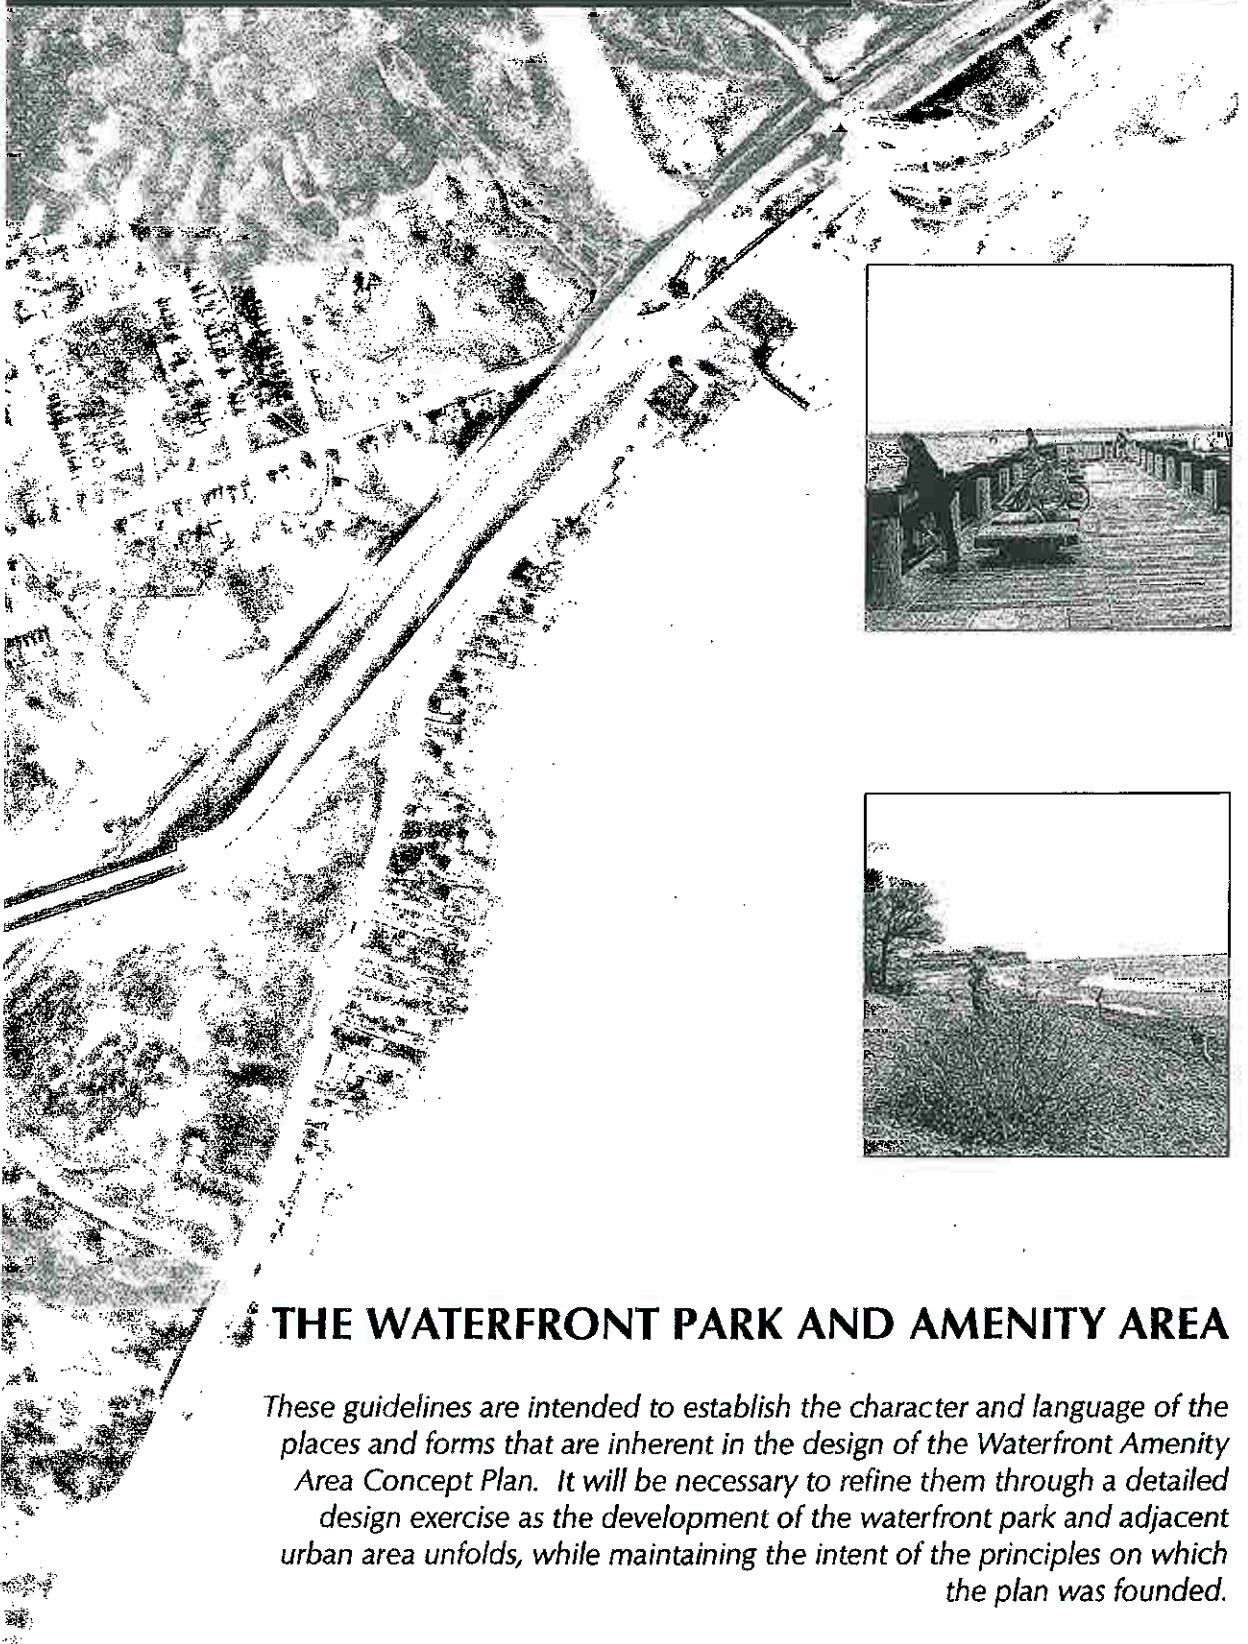 THE WATERFRONT PARK AND AMENITY AREA
These guidelines are intended to establish the character and language of the
places and forms that are inherent in the design of the Waterfront Amenity
Area Concept Plan. It will be necessary to refine them through a detailed
design exercise as the development of the waterfront park and adjacent
urban area unfolds, while maintaining the intent of the principles on which
the plan was founded.